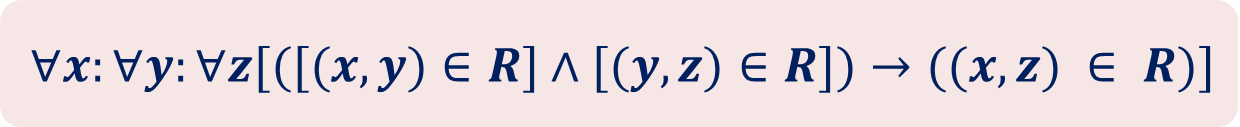 ∀x: ∀y: ∀z[([(x, y) ∈ R] ∧ [(y, z) ∈ R]) → ((x, z) ∈ R)]